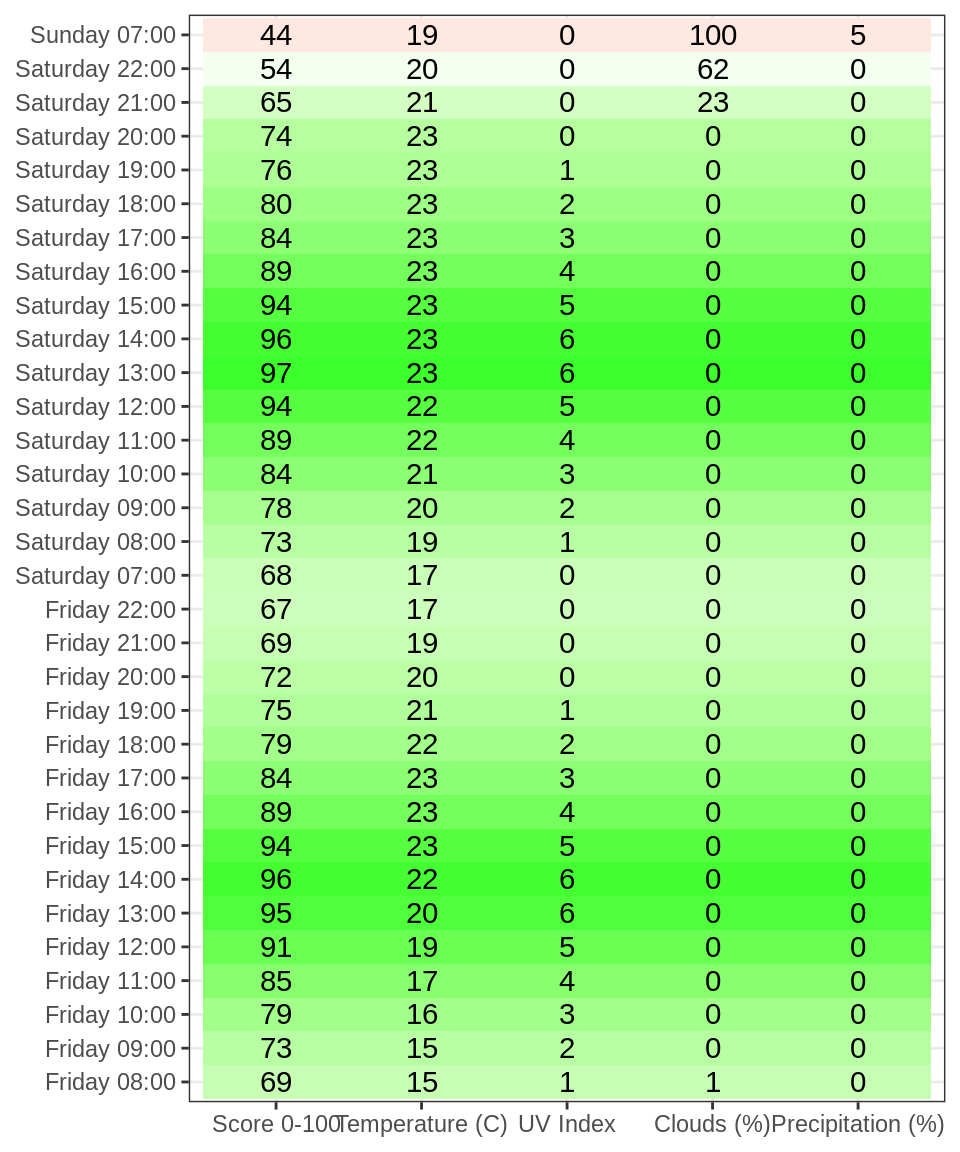 Sunday 07:00 44 19 0 100 5
Saturday 22:00 54 20 0 62 0
Saturday 21:00 65 21 0 23 0
Saturday 20:00 74 23 0 0 0
Saturday 19:00 76 23 1 0 0
Saturday 18:00 80 23 2 0 0
Saturday 17:00 84 23 3 0 0
Saturday 16:00 89 23 4 0 0
Saturday 15:00 94 23 5 0 0
Saturday 14:00 96 23 6 0 0
Saturday 13:00 97 23 6 0 0
Saturday 12:00 94 22 5 0 0
Saturday 11:00 89 22 4 0 0
Saturday 10:00 84 21 3 0 0
Saturday 09:00 78 20 2 0 0
Saturday 08:00 73 19 1 0 0
Saturday 07:00 68 17 0 0 0
Friday 22:00 67 17 0 0 0
Friday 21:00 69 19 0 0 0
Friday 20:00 72 20 0 0 0
Friday 19:00 75 21 1 0 0
Friday 18:00 79 22 2 0 0
Friday 17:00 84 23 3 0 0
Friday 16:00 89 23 4 0 0
Friday 15:00 94 23 5 0 0
Friday 14:00 96 22 6 0 0
Friday 13:00 95 20 6 0 0
Friday 12:00 91 19 5 0 0
Friday 11:00 85 17 4 0 0
Friday 10:00 79 16 3 0 0
Friday 09:00 73 15 2 0 0
Friday 08:00 69 15 1 1 0
Score 0-100 Temperature (C) UV Index Clouds (%) Precipitation (%)